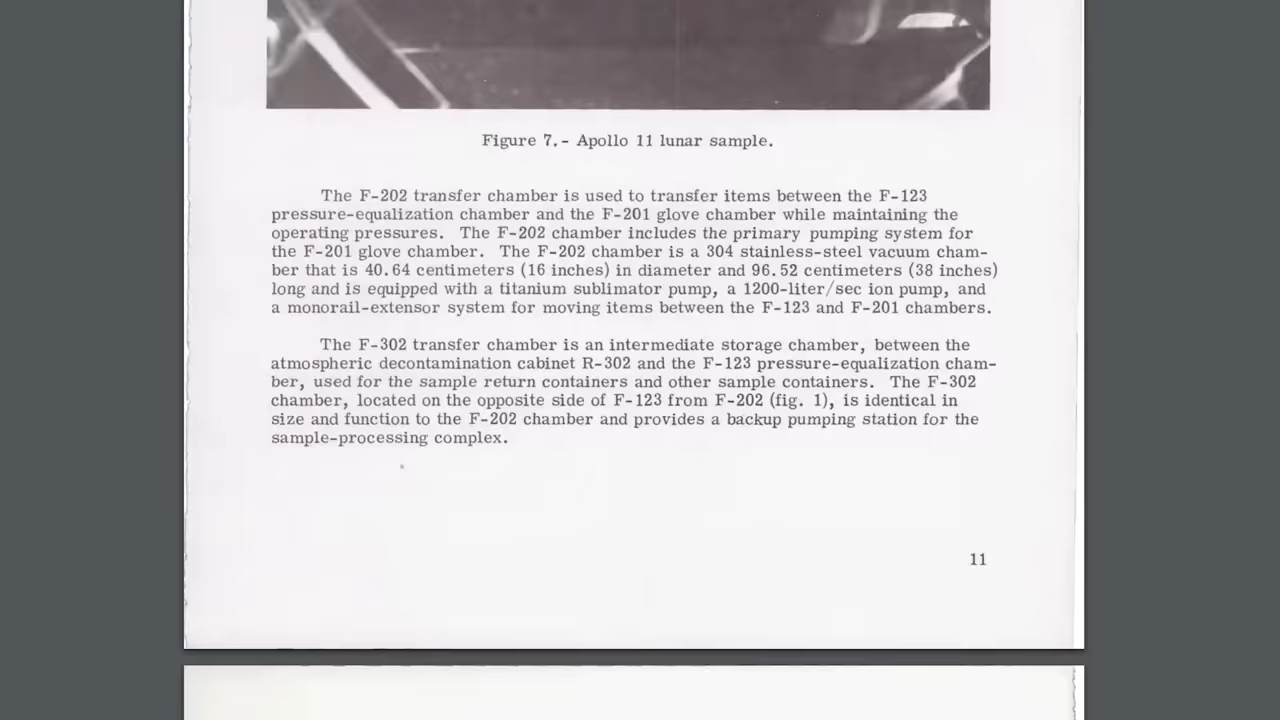 Figure 7.- Apollo 11 lunar sample.
The F-202 transfer chamber is used to transfer items between the F-123
pressure-equalization chamber and the F-201 glove chamber while maintaining the
operating pressures. The F-202 chamber includes the primary pumping system for
the F-201 glove chamber. The F-202 chamber is a 304 stainless-steel vacuum cham-
ber that is 40.64 centimeters (16 inches) in diameter and 96.52 centimeters (38 inches)
long and is equipped with a titanium sublimator pump, a 1200-liter/sec ion pump, and
a monorail-extensor system for moving items between the F-123 and F-201 chambers.
The F-302 transfer chamber is an intermediate storage chamber, between the
atmospheric decontamination cabinet R-302 and the F-123 pressure-equalization cham-
ber, used for the sample return containers and other sample containers. The F-302
chamber, located on the opposite side of F-123 from F-202 (fig. 1), is identical in
size and function to the F-202 chamber and provides a backup pumping station for the
sample-processing complex.
11